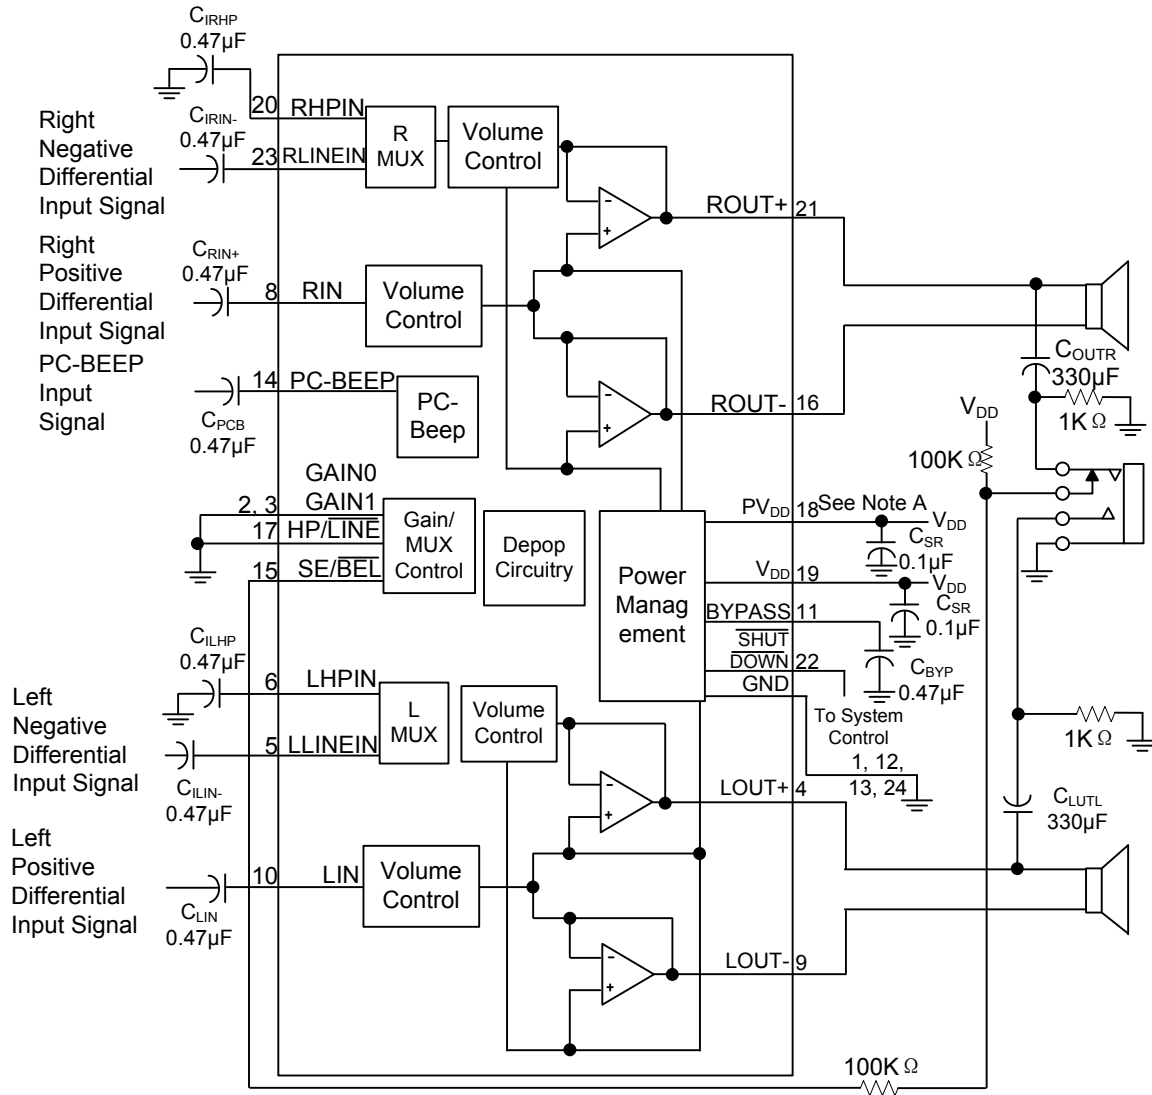 CIRHP
0.47µF
20 RHPIN
Right
Negative
Differential
Input Signal
CIRIN-
0.47µF
23 RLINEIN
R
MUX
Volume
Control
-
+
ROUT+ 21
Right
Positive
Differential
Input Signal
CRIN+
0.47µF
8 RIN
Volume
Control
-
+
ROUT- 16
PC-BEEP
Input
Signal
14 PC-BEEP
CPCB
0.47µF
PC-
Beep
COUTR
330µF
1KΩ
VDD
100KΩ
GAIN0
2, 3 GAIN1
17 HP/LINE
15 SE/BEL
Gain/
MUX
Control
Depop
Circuitry
Power
Manag
ement
PVDD 18 See Note A VDD
CSR
0.1µF
VDD 19 VDD
CSR
0.1µF
BYPASS 11
CBYP
0.47µF
SHUT
DOWN 22
GND
To System
Control
1, 12,
13, 24
CILHP
0.47µF
6 LHPIN
Left
Negative
Differential
Input Signal
5 LLINEIN
CILIN-
0.47µF
L
MUX
Volume
Control
-
+
LOUT+ 4
1KΩ
CLUTL
330µF
Left
Positive
Differential
Input Signal
10 LIN
CLIN
0.47µF
Volume
Control
-
+
LOUT- 9
100KΩ